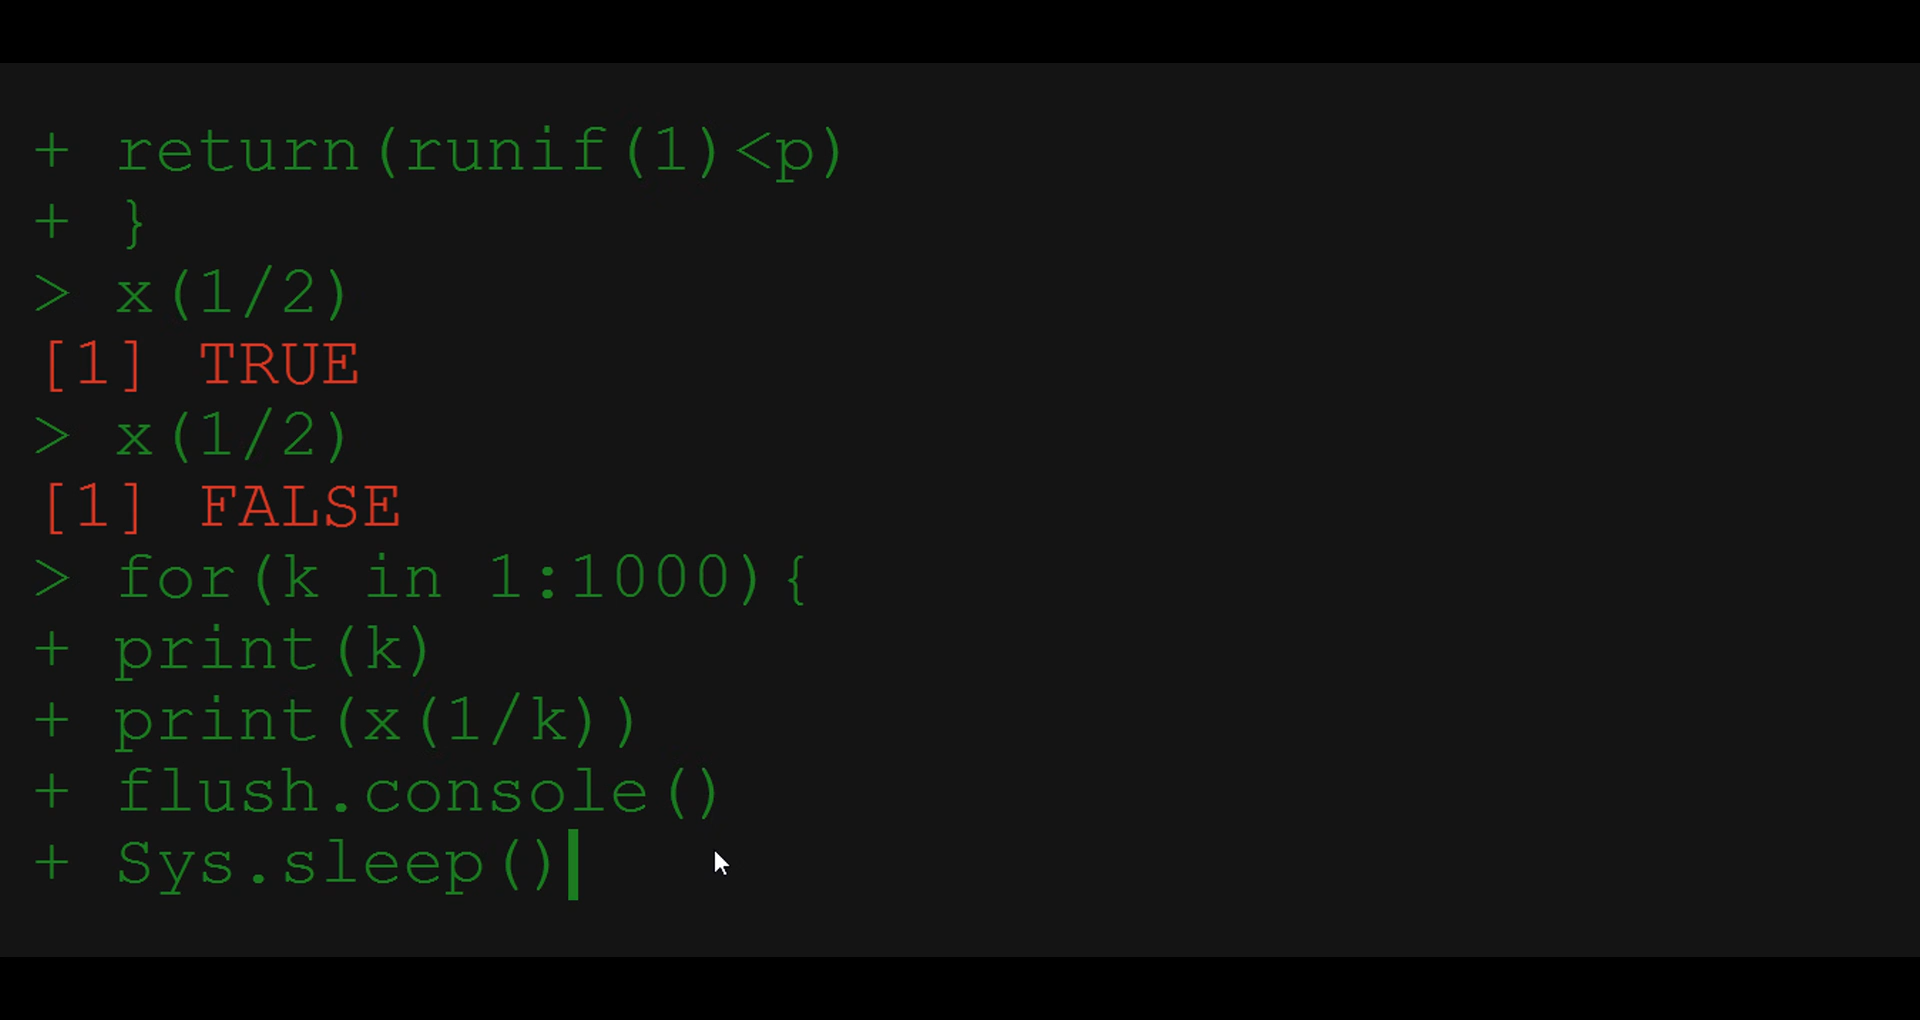 + return(runif(1)<p)
+ }
> x(1/2)
[1] TRUE
> x(1/2)
[1] FALSE
> for(k in 1:1000){
+ print(k)
+ print(x(1/k))
+ flush.console()
+ Sys.sleep()